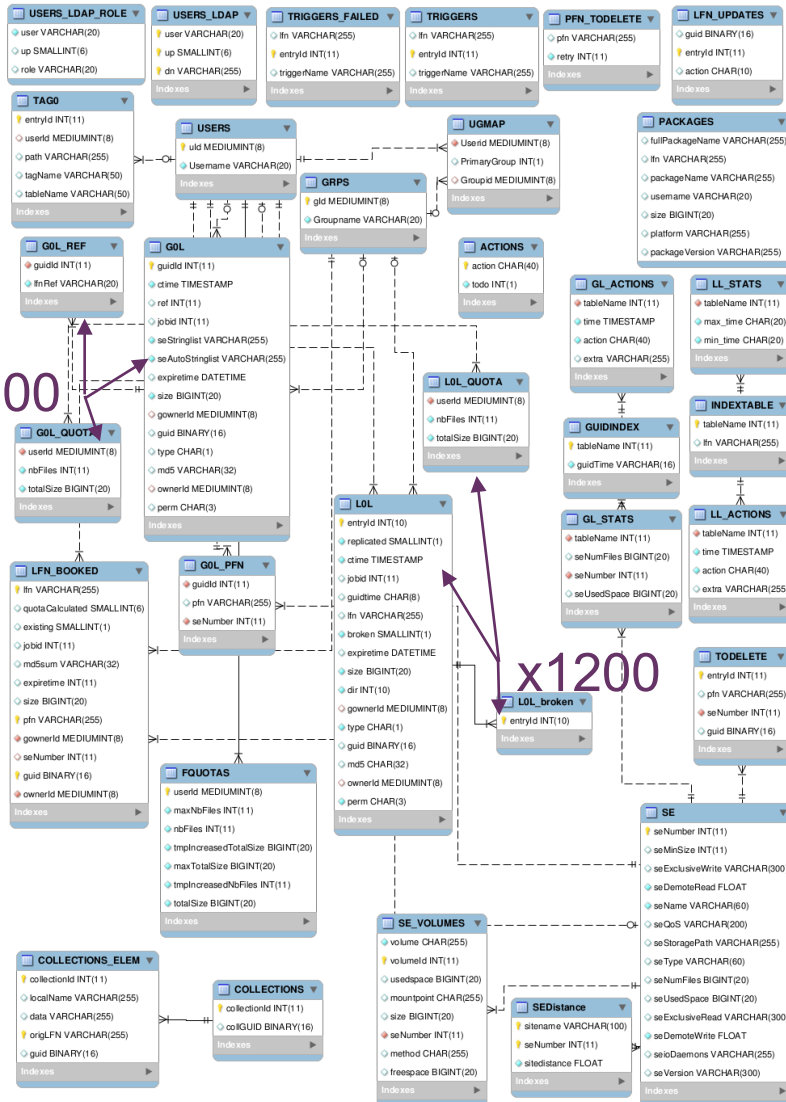 USERS_LDAP_ROLE
user VARCHAR(20)
up SMALLINT(6)
role VARCHAR(20)
Indexes
USERS_LDAP
user VARCHAR(20)
up SMALLINT(6)
dn VARCHAR(255)
Indexes
TRIGGERS_FAILED
lfn VARCHAR(255)
entryId INT(11)
triggerName VARCHAR(255)
Indexes
TRIGGERS
lfn VARCHAR(255)
entryId INT(11)
triggerName VARCHAR(255)
Indexes
PFN_TODELETE
pfn VARCHAR(255)
retry INT(11)
Indexes
LFN_UPDATES
guid BINARY(16)
entryId INT(11)
action CHAR(10)
Indexes
TAG0
entryId INT(11)
userId MEDIUMINT(8)
path VARCHAR(255)
tagName VARCHAR(50)
tableName VARCHAR(50)
Indexes
USERS
uId MEDIUMINT(8)
Username VARCHAR(20)
Indexes
UGMAP
Userid MEDIUMINT(8)
PrimaryGroup INT(1)
Groupid MEDIUMINT(8)
Indexes
PACKAGES
fullPackageName VARCHAR(255)
lfn VARCHAR(255)
packageName VARCHAR(255)
username VARCHAR(20)
size BIGINT(20)
platform VARCHAR(255)
packageVersion VARCHAR(255)
GRPS
gId MEDIUMINT(8)
Groupname VARCHAR(20)
Indexes
G0L_REF
guidId INT(11)
lfnRef VARCHAR(20)
Indexes
G0L
guidId INT(11)
ctime TIMESTAMP
ref INT(11)
jobid INT(11)
seStringlist VARCHAR(255)
seAutoStringlist VARCHAR(255)
expiretime DATETIME
size BIGINT(20)
gownerId MEDIUMINT(8)
guid BINARY(16)
type CHAR(1)
md5 VARCHAR(32)
ownerId MEDIUMINT(8)
perm CHAR(3)
Indexes
ACTIONS
action CHAR(40)
todo INT(1)
Indexes
GL_ACTIONS
tableName INT(11)
time TIMESTAMP
action CHAR(40)
extra VARCHAR(255)
Indexes
LL_STATS
tableName INT(11)
max_time CHAR(20)
min_time CHAR(20)
Indexes
00
L0L_QUOTA
userId MEDIUMINT(8)
nbFiles INT(11)
totalSize BIGINT(20)
Indexes
INDEXTABLE
tableName INT(11)
lfn VARCHAR(255)
Indexes
G0L_QUOTA
userId MEDIUMINT(8)
nbFiles INT(11)
totalSize BIGINT(20)
Indexes
GUIDINDEX
tableName INT(11)
guidTime VARCHAR(16)
Indexes
L0L
entryId INT(10)
replicated SMALLINT(1)
ctime TIMESTAMP
jobid INT(11)
guidtime CHAR(8)
lfn VARCHAR(255)
broken SMALLINT(1)
expiretime DATETIME
size BIGINT(20)
dir INT(10)
gownerId MEDIUMINT(8)
type CHAR(1)
guid BINARY(16)
md5 CHAR(32)
ownerId MEDIUMINT(8)
perm CHAR(3)
Indexes
GL_STATS
tableName INT(11)
seNumFiles BIGINT(20)
seNumber INT(11)
seUsedSpace BIGINT(20)
Indexes
LL_ACTIONS
tableName INT(11)
time TIMESTAMP
action CHAR(40)
extra VARCHAR(255)
Indexes
LFN_BOOKED
lfn VARCHAR(255)
quotaCalculated SMALLINT(6)
existing SMALLINT(1)
jobid INT(11)
md5sum VARCHAR(32)
expiretime INT(11)
size BIGINT(20)
pfn VARCHAR(255)
gownerId MEDIUMINT(8)
seNumber INT(11)
guid BINARY(16)
ownerId MEDIUMINT(8)
Indexes
G0L_PFN
guidId INT(11)
pfn VARCHAR(255)
seNumber INT(11)
Indexes
x1200
L0L_broken
entryId INT(10)
Indexes
TODELETE
entryId INT(11)
pfn VARCHAR(255)
seNumber INT(11)
guid BINARY(16)
Indexes
FQUOTAS
userId MEDIUMINT(8)
maxNbFiles INT(11)
nbFiles INT(11)
tmpIncreasedTotalSize BIGINT(20)
maxTotalSize BIGINT(20)
tmpIncreasedNbFiles INT(11)
totalSize BIGINT(20)
Indexes
SE
seNumber INT(11)
seMinSize INT(11)
seExclusiveWrite VARCHAR(300
seDemoteRead FLOAT
seName VARCHAR(60)
seQoS VARCHAR(200)
seStoragePath VARCHAR(255)
seType VARCHAR(60)
seNumFiles BIGINT(20)
seUsedSpace BIGINT(20)
seExclusiveRead VARCHAR(300
seDemoteWrite FLOAT
seioDaemons VARCHAR(255)
seVersion VARCHAR(300)
Indexes
SE_VOLUMES
volume CHAR(255)
volumeId INT(11)
usedspace BIGINT(20)
mountpoint CHAR(255)
size BIGINT(20)
seNumber INT(11)
method CHAR(255)
freespace BIGINT(20)
Indexes
COLLECTIONS_ELEM
collectionId INT(11)
localName VARCHAR(255)
data VARCHAR(255)
origLFN VARCHAR(255)
guid BINARY(16)
Indexes
COLLECTIONS
collectionId INT(11)
collGUID BINARY(16)
Indexes
SEDistance
sitename VARCHAR(100)
seNumber INT(11)
sitedistance FLOAT
Indexes